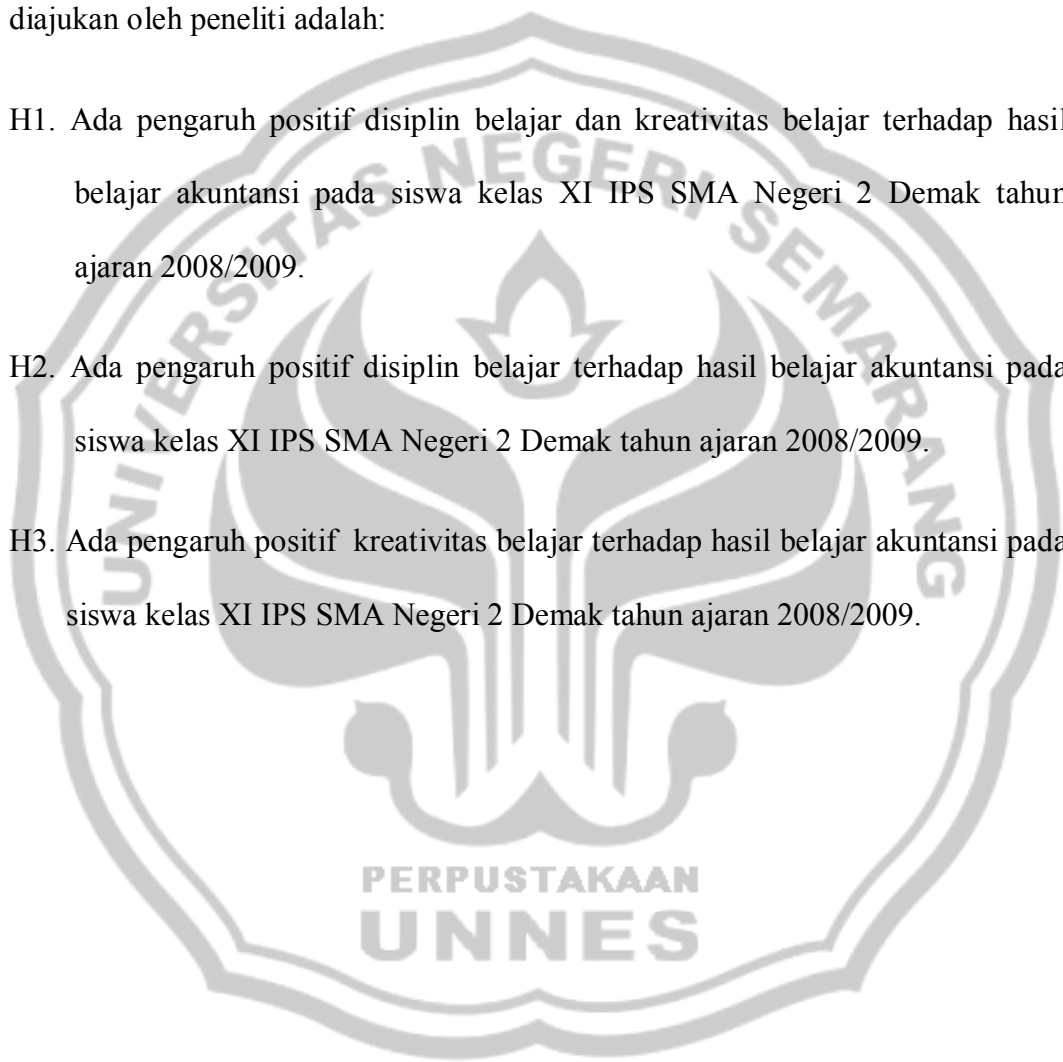 diajukan oleh peneliti adalah:
H1. Ada pengaruh positif disiplin belajar dan kreativitas belajar terhadap hasil
belajar akuntansi pada siswa kelas XI IPS SMA Negeri 2 Demak tahun
ajaran 2008/2009.
H2. Ada pengaruh positif disiplin belajar terhadap hasil belajar akuntansi pada
siswa kelas XI IPS SMA Negeri 2 Demak tahun ajaran 2008/2009.
H3. Ada pengaruh positif kreativitas belajar terhadap hasil belajar akuntansi pada
siswa kelas XI IPS SMA Negeri 2 Demak tahun ajaran 2008/2009.
UNIVERSITAS NEGERI SEMARANG
PERPUSTAKAAN
UNNES